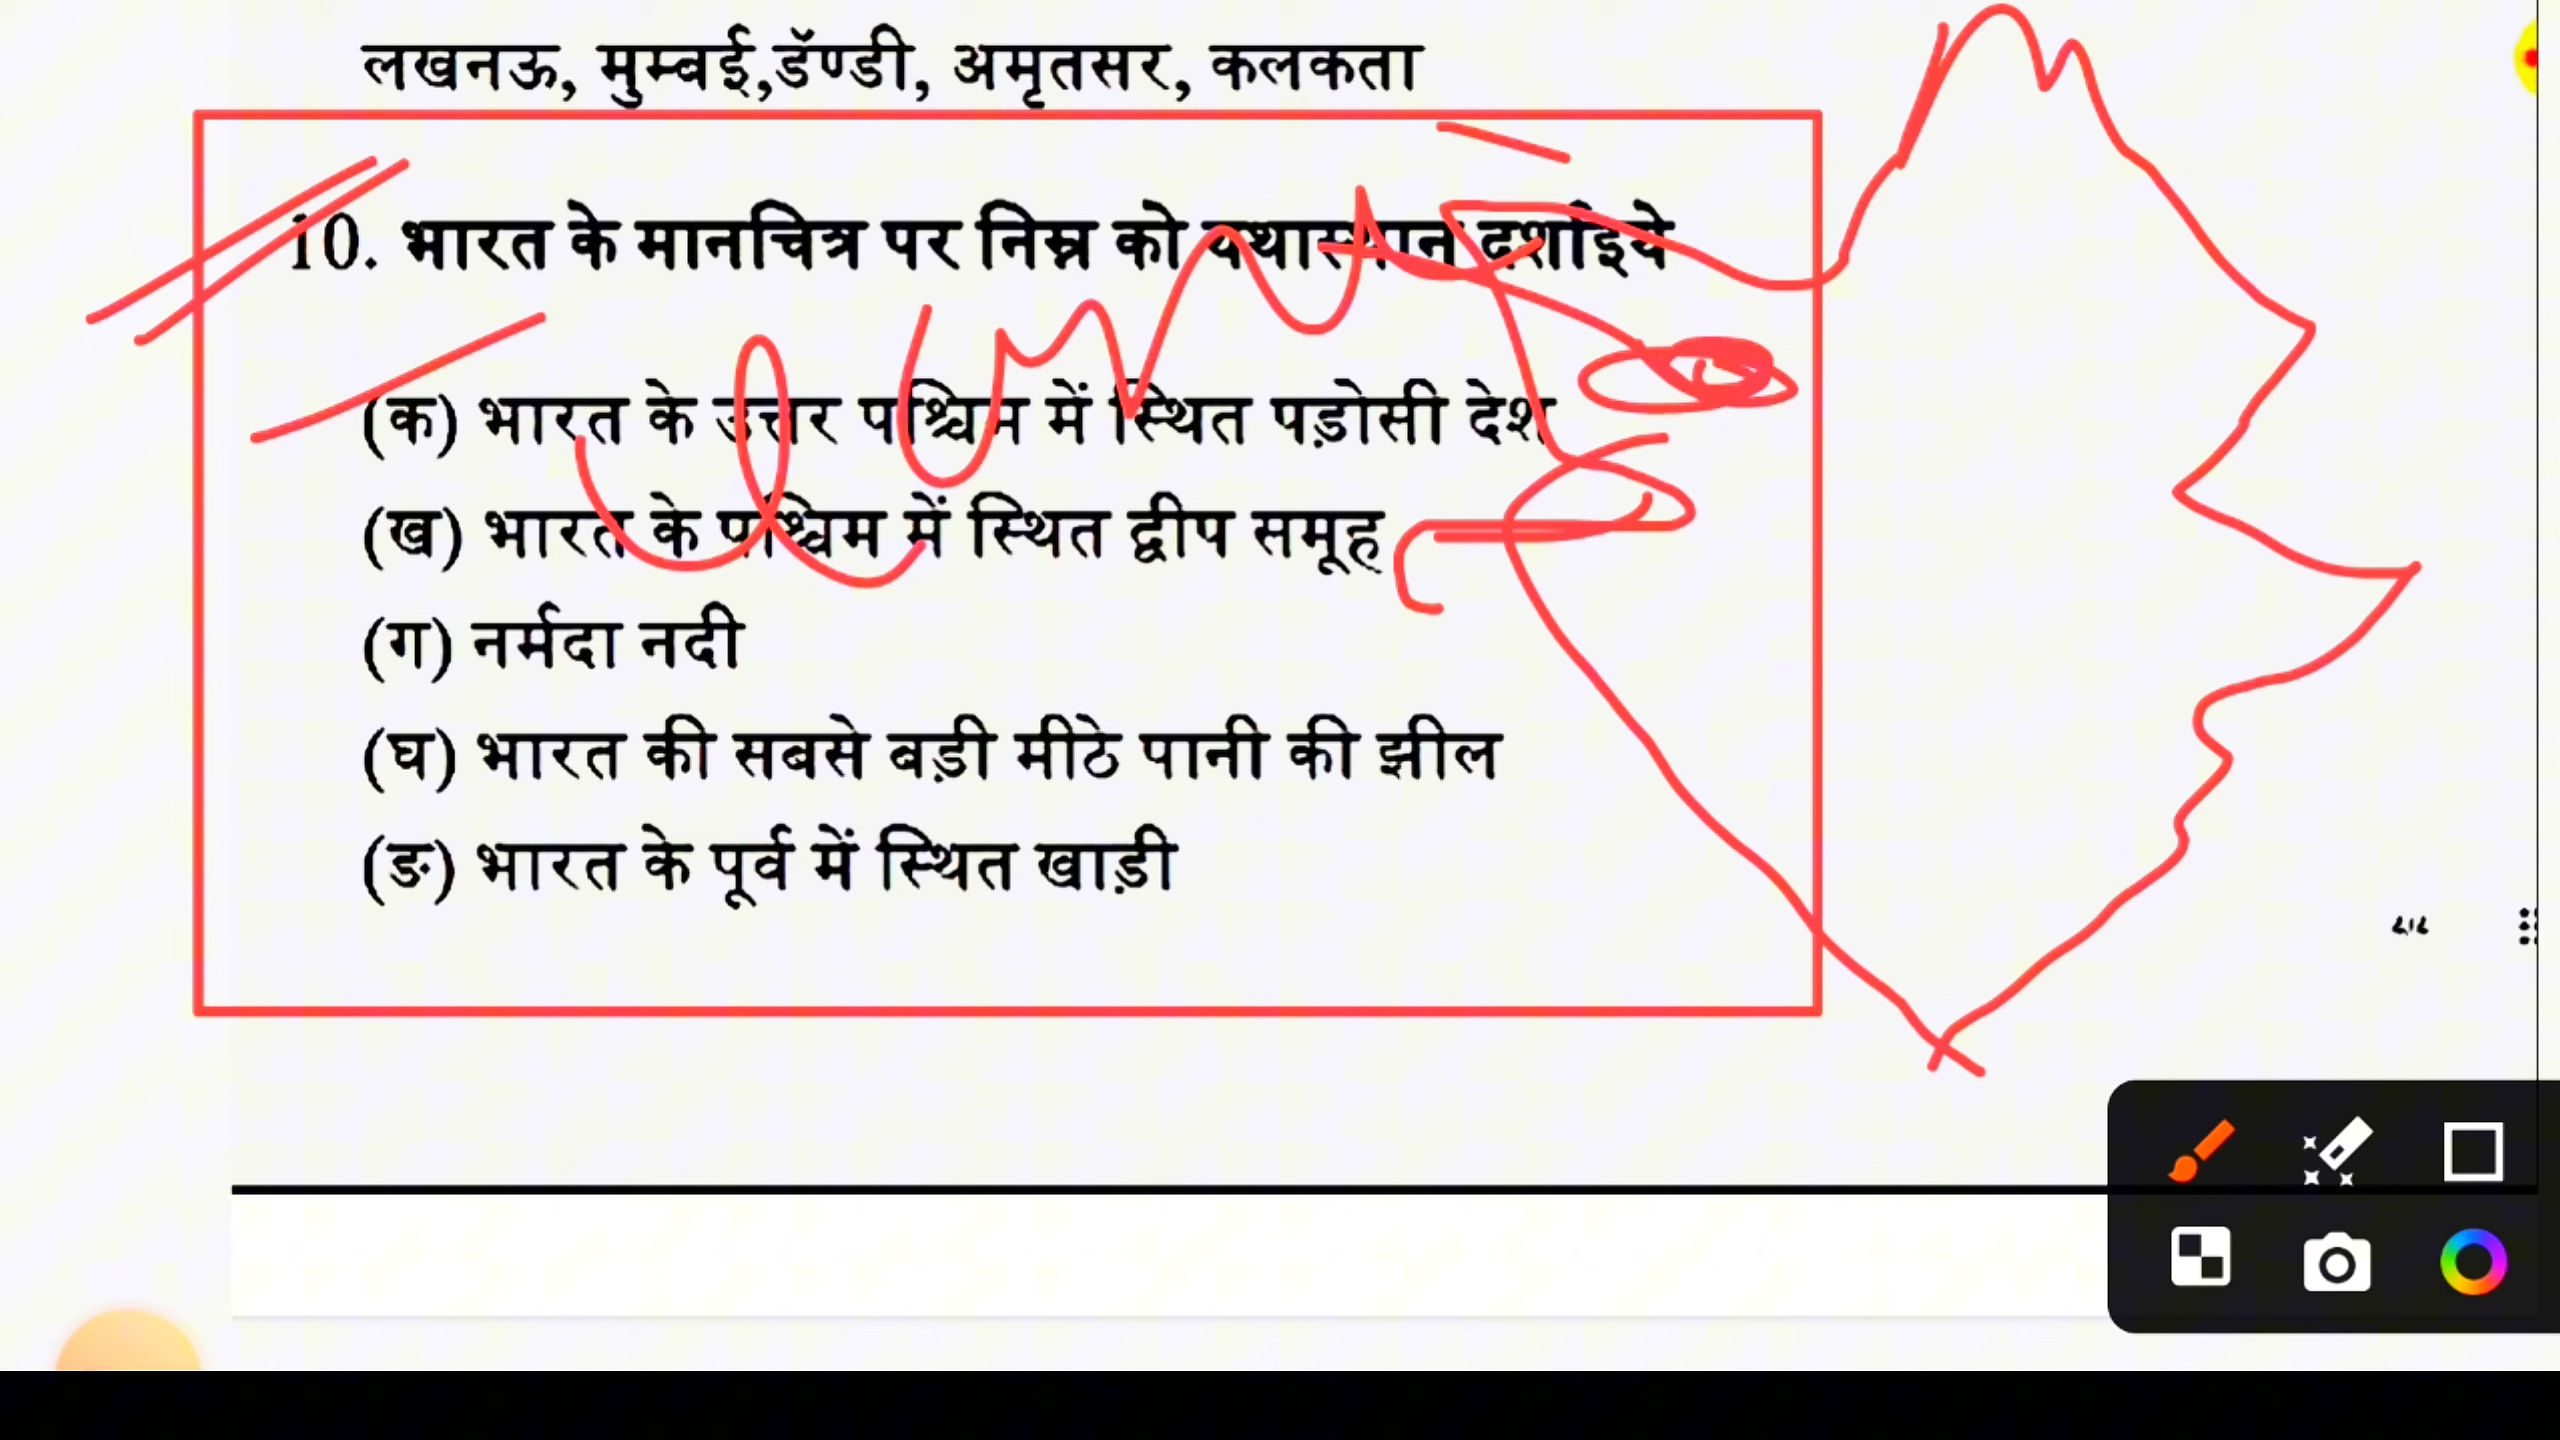 लखनऊ, मुम्बई,डॅण्डी, अमृतसर, कलकता
10. भारत के मानचित्र पर निम्न को यथास्थान दर्शाइये
(क) भारत के उत्तर पश्चिम में स्थित पड़ोसी देश
(ख) भारत के पश्चिम में स्थित द्वीप समूह
(ग) नर्मदा नदी
(घ) भारत की सबसे बड़ी मीठे पानी की झील
(ङ) भारत के पूर्व में स्थित खाड़ी